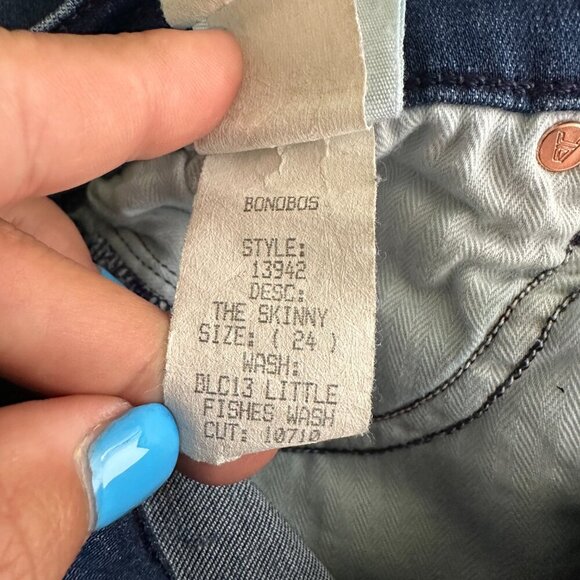 BONOBOS
STYLE:
13942
DESC:
THE SKINNY
SIZE: ( 24 )
WASH:
DLC13 LITTLE
FISHES WASH
CUT: 10710